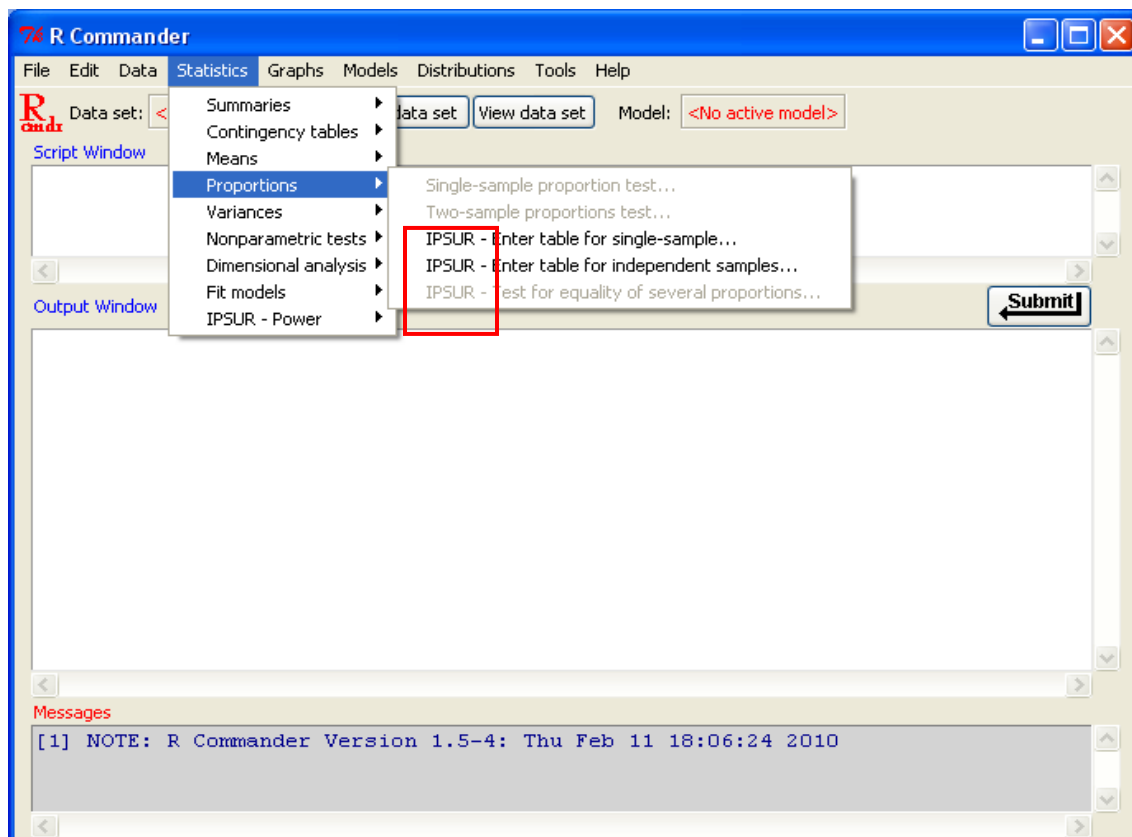 R Commander
File Edit Data Statistics Graphs Models Distributions Tools Help
R cmdr Data set: < data set View data set Model: <No active model>
Script Window
Summaries
Contingency tables
Means
Proportions
Variances
Nonparametric tests
Dimensional analysis
Fit models
IPSUR - Power
Single-sample proportion test...
Two-sample proportions test...
IPSUR - Enter table for single-sample...
IPSUR - Enter table for independent samples...
IPSUR - Test for equality of several proportions...
Output Window
Submit
Messages
[1] NOTE: R Commander Version 1.5-4: Thu Feb 11 18:06:24 2010